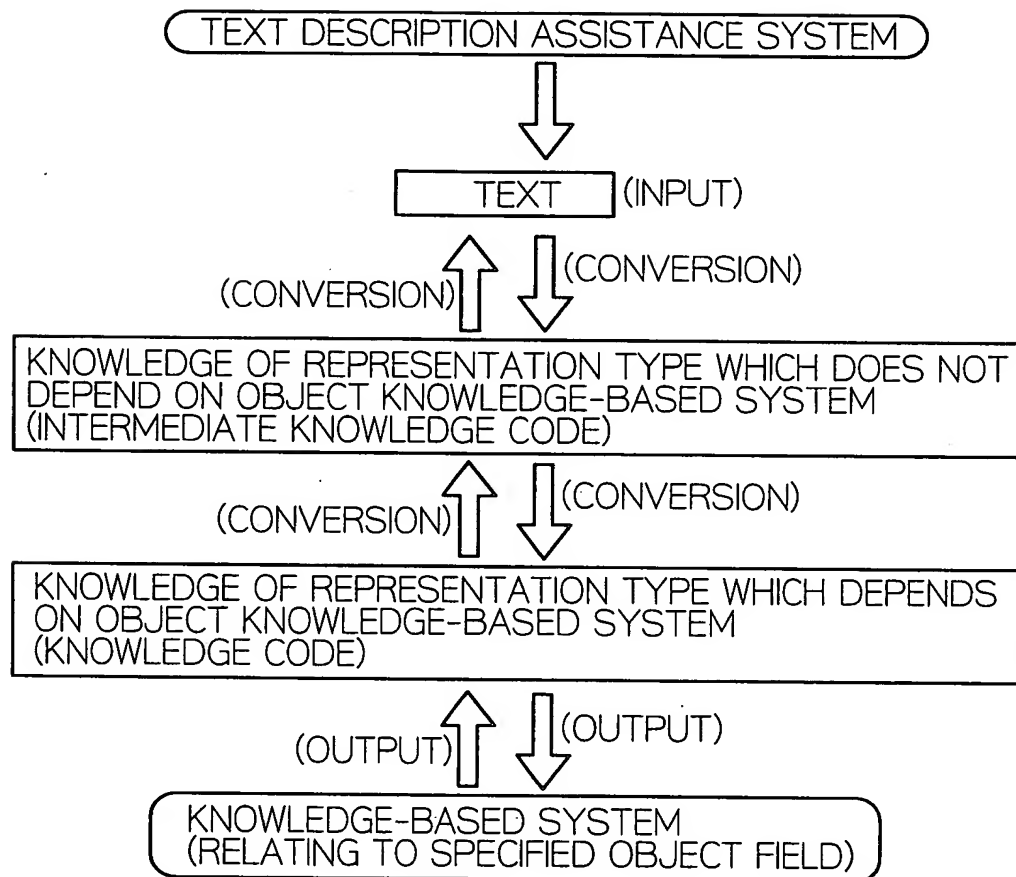 TEXT DESCRIPTION ASSISTANCE SYSTEM
TEXT (INPUT)
(CONVERSION) (CONVERSION)
KNOWLEDGE OF REPRESENTATION TYPE WHICH DOES NOT
DEPEND ON OBJECT KNOWLEDGE-BASED SYSTEM
(INTERMEDIATE KNOWLEDGE CODE)
(CONVERSION) (CONVERSION)
KNOWLEDGE OF REPRESENTATION TYPE WHICH DEPENDS
ON OBJECT KNOWLEDGE-BASED SYSTEM
(KNOWLEDGE CODE)
(OUTPUT) (OUTPUT)
KNOWLEDGE-BASED SYSTEM
(RELATING TO SPECIFIED OBJECT FIELD)